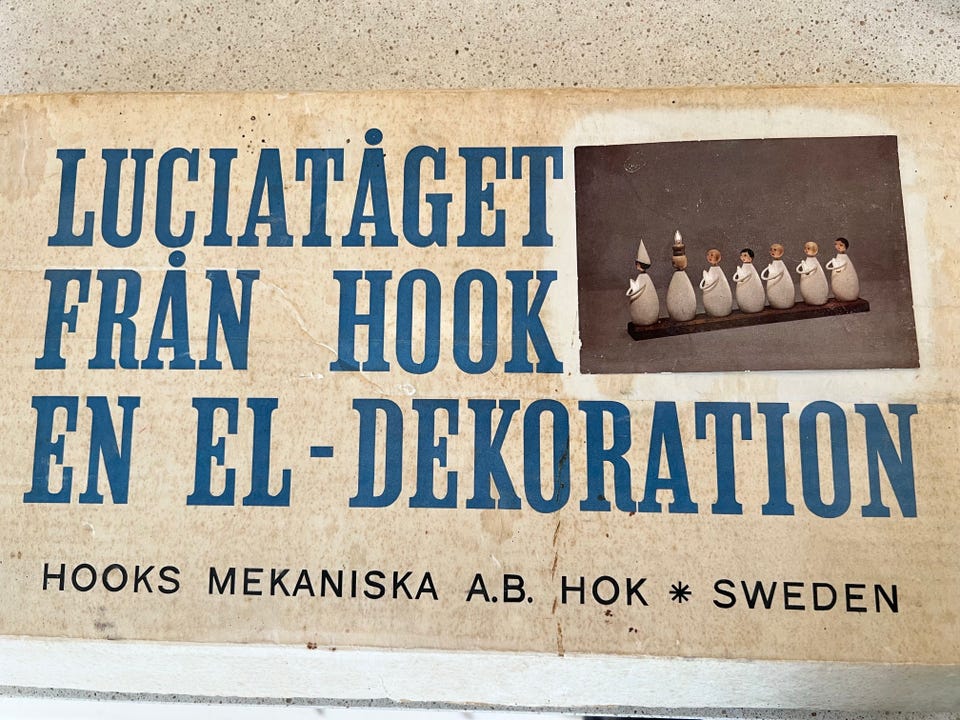 LUCIATÅGET
FRÅN HOOK
EN EL-DEKORATION
HOOKS MEKANISKA A.B. HOK * SWEDEN